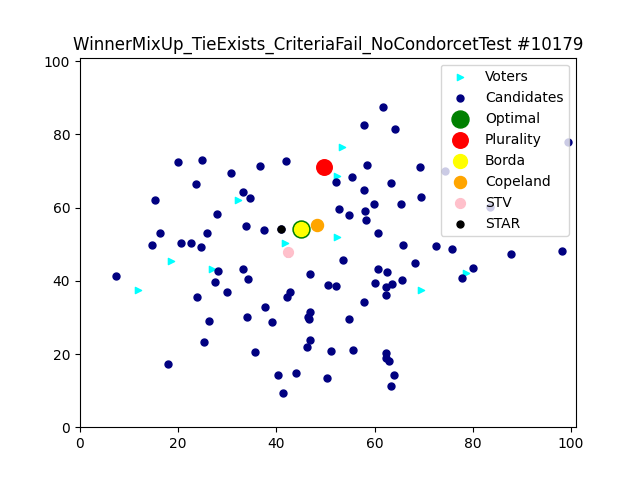 WinnerMixUp_TieExists_CriteriaFail_NoCondorcetTest #10179
100
80
60
40
20
0
0 20 40 60 80 100
Voters
Candidates
Optimal
Plurality
Borda
Copeland
STV
STAR